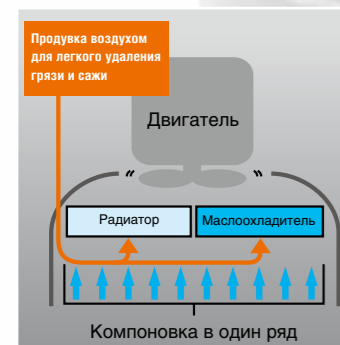 Продувка воздухом
для легкого удаления
грязи и сажи
Двигатель
Радиатор
Маслоохладитель
Компоновка в один ряд